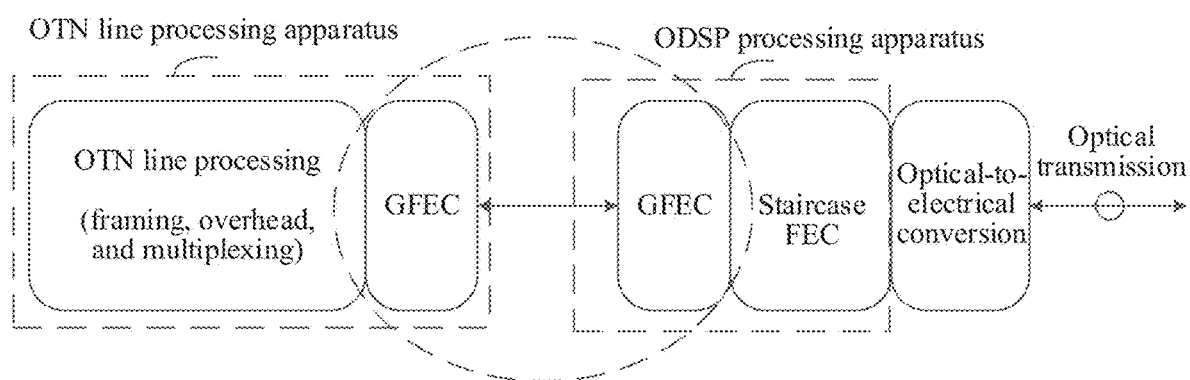 OTN line processing apparatus
ODSP processing apparatus
OTN line processing
(framing, overhead,
and multiplexing)
GFEC
GFEC
Staircase
FEC
Optical-to-
electrical
conversion
Optical
transmission